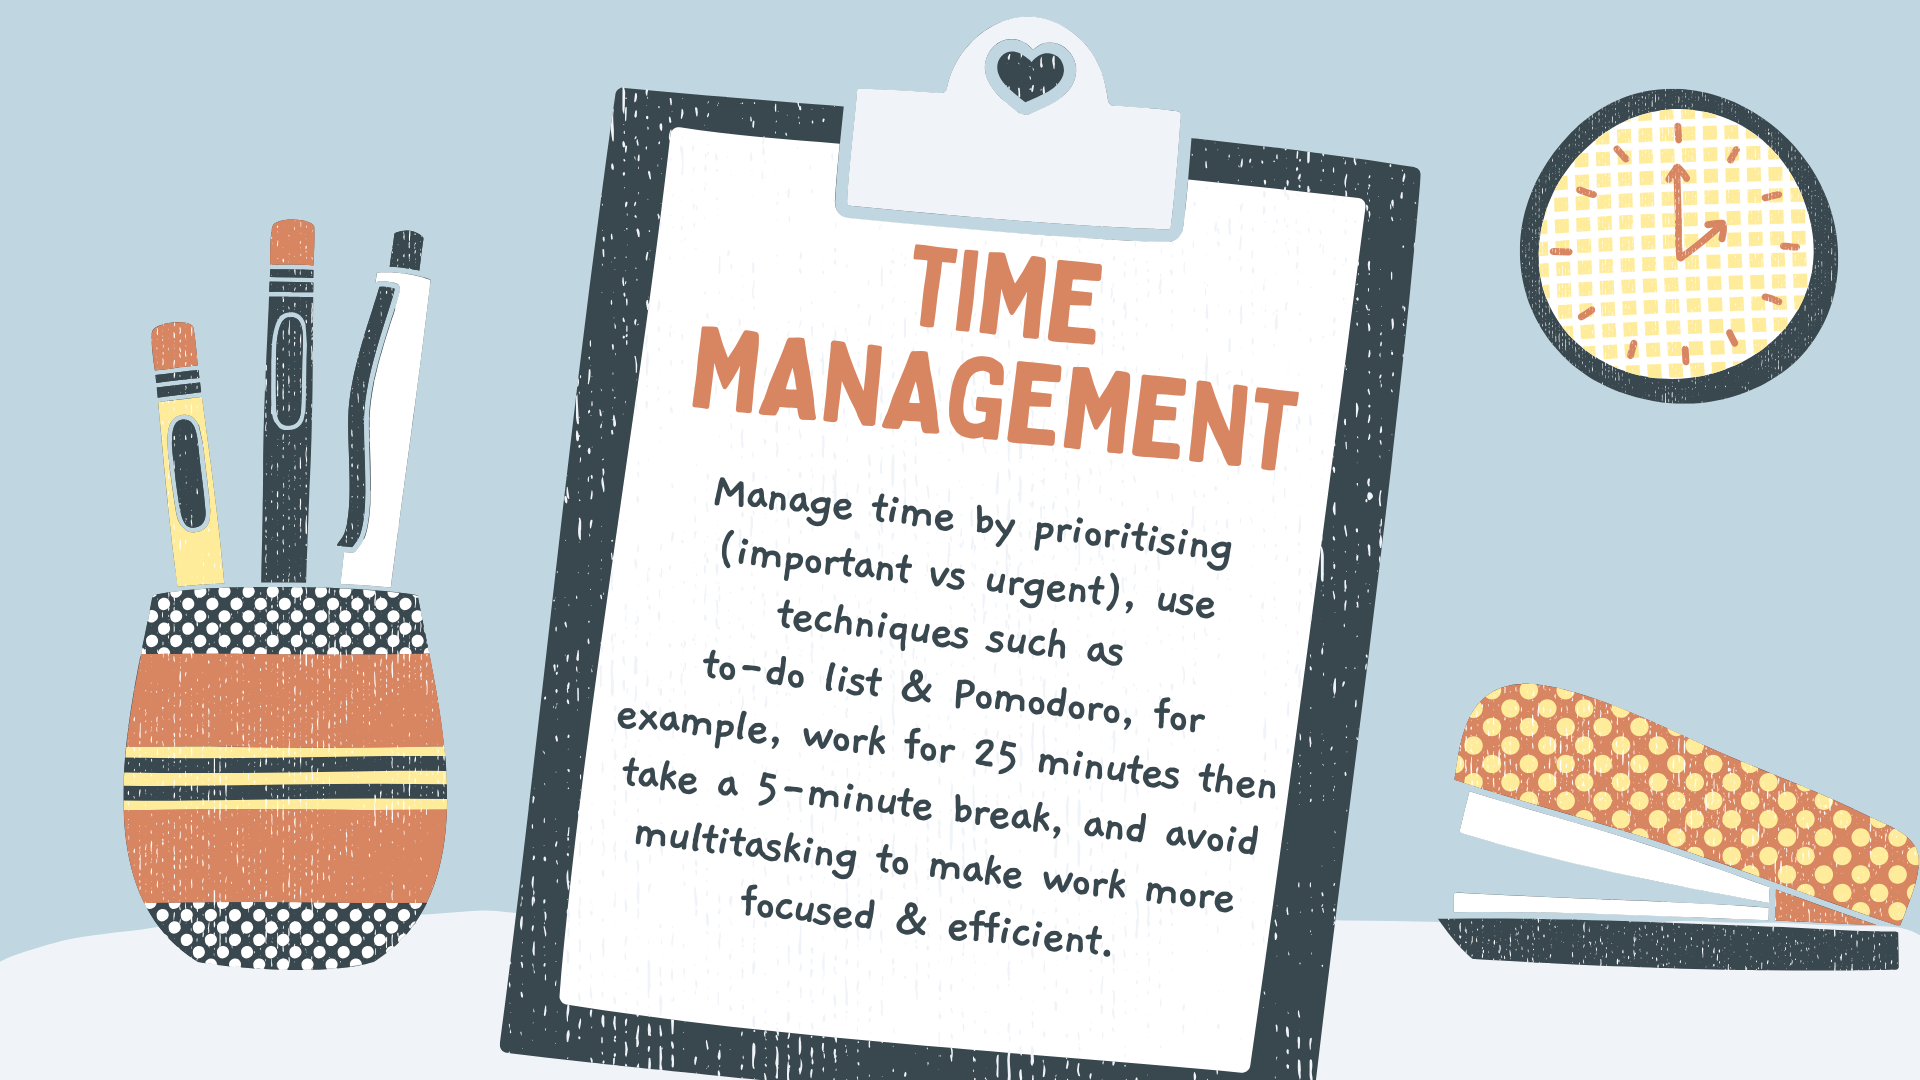 TIME
MANAGEMENT
Manage time by prioritising
(important vs urgent), use
techniques such as
to-do list & Pomodoro, for
example, work for 25 minutes then
take a 5-minute break, and avoid
multitasking to make work more
focused & efficient.